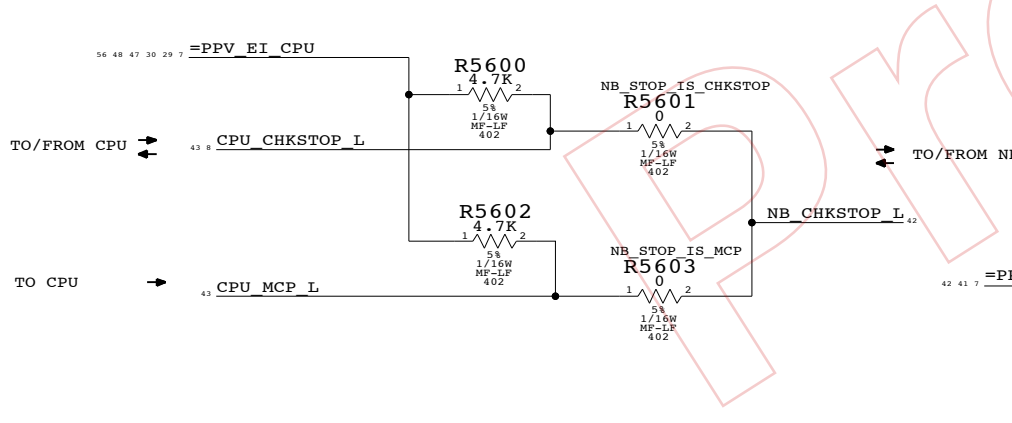 56 48 47 30 29 7 =PPV_EI_CPU
R5600
4.7K
1 2
5%
1/16W
MF-LF
402
NB_STOP_IS_CHKSTOP
R5601
0
1 2
5%
1/16W
MF-LF
402
TO/FROM CPU
43 8 CPU_CHKSTOP_L
TO/FROM N
R5602
4.7K
1 2
5%
1/16W
MF-LF
402
NB_CHKSTOP_L 42
NB_STOP_IS_MCP
R5603
0
1 2
5%
1/16W
MF-LF
402
TO CPU
43 CPU_MCP_L
42 41 7 =P
Pr